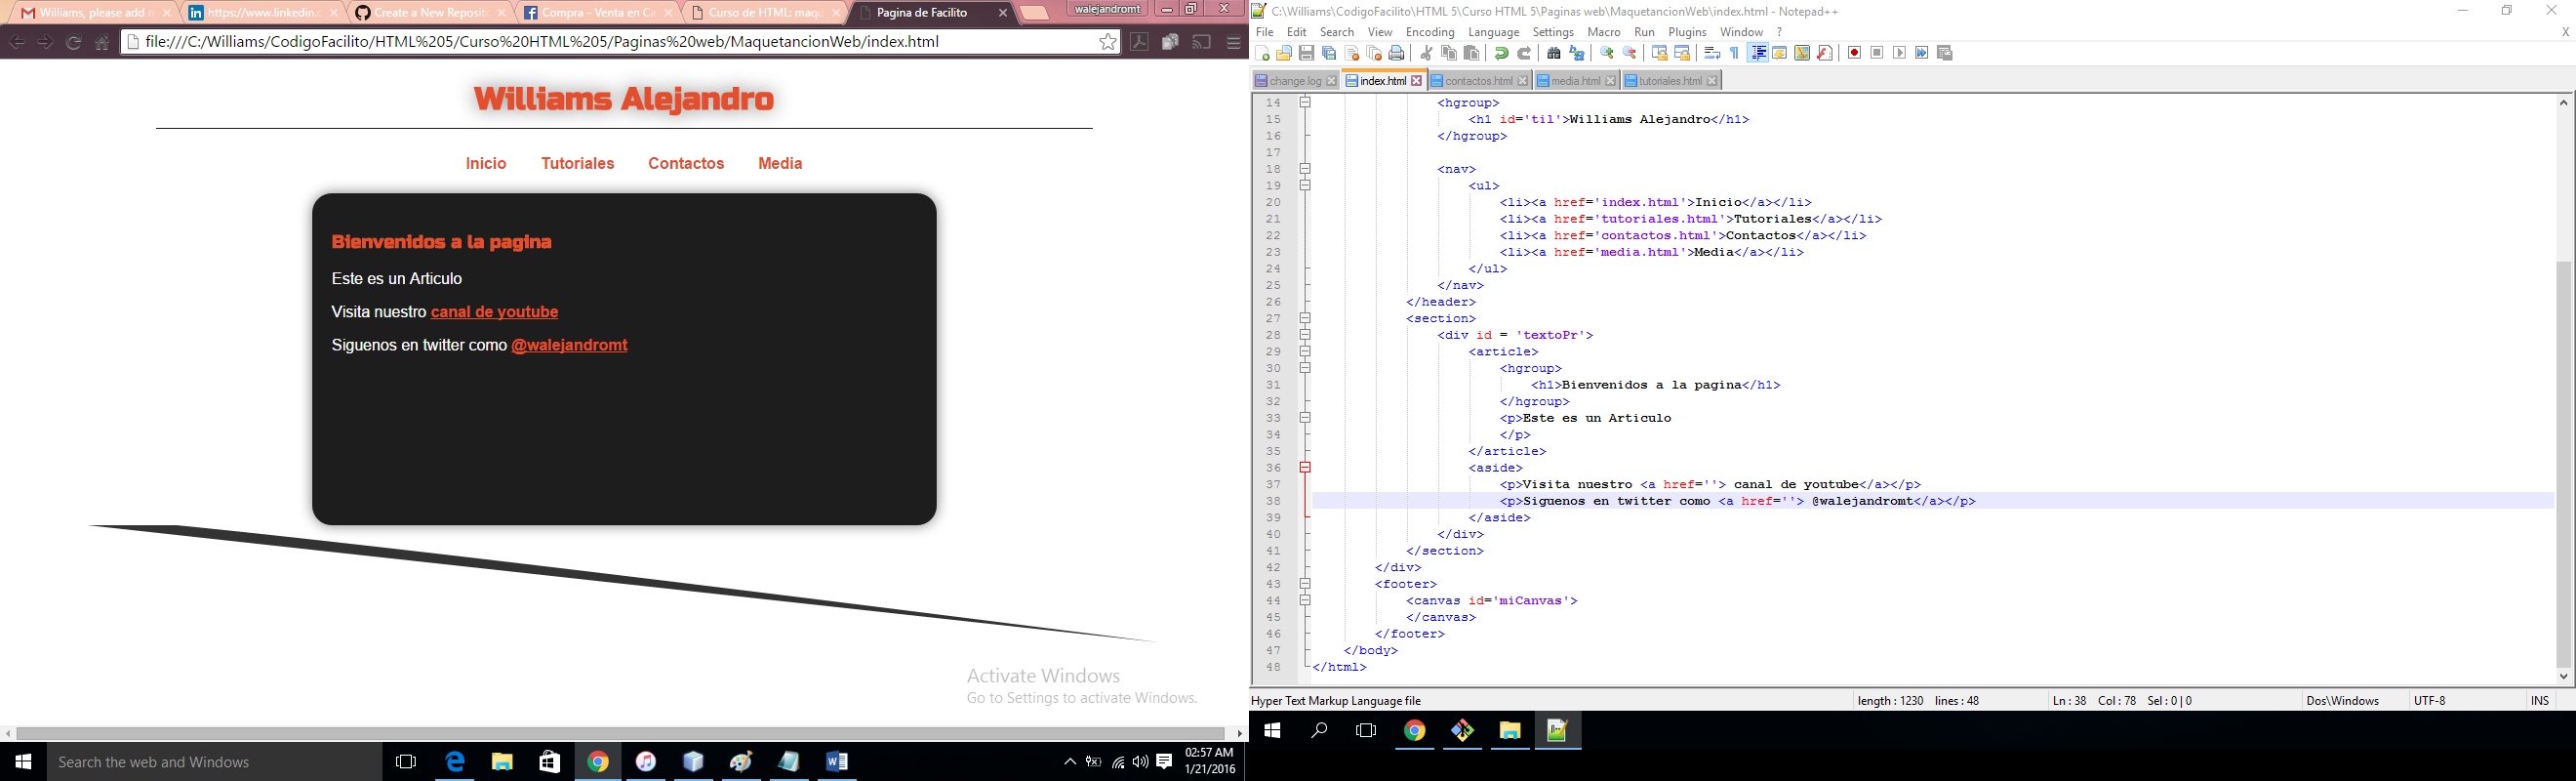 Williams, please add m
https://www.linkedin.c
Create a New Reposito
Compra - Venta en Ca
Curso de HTML: maqu
Pagina de Facilito
walejandromt
file:///C:/Williams/CodigoFacilito/HTML%205/Curso%20HTML%205/Paginas%20web/MaquetancionWeb/index.html
Williams Alejandro
Inicio Tutoriales Contactos Media
Bienvenidos a la pagina
Este es un Articulo
Visita nuestro canal de youtube
Siguenos en twitter como @walejandromt
Activate Windows
Go to Settings to activate Windows.
Search the web and Windows
02:57 AM
1/21/2016
C:\Williams\CodigoFacilito\HTML 5\Curso HTML 5\Paginas web\MaquetancionWeb\index.html - Notepad++
File Edit Search View Encoding Language Settings Macro Run Plugins Window ? X
change.log index.html contactos.html media.html tutoriales.html
14 <hgroup>
15 <h1 id='til'>Williams Alejandro</h1>
16 </hgroup>
17
18 <nav>
19 <ul>
20 <li><a href='index.html'>Inicio</a></li>
21 <li><a href='tutoriales.html'>Tutoriales</a></li>
22 <li><a href='contactos.html'>Contactos</a></li>
23 <li><a href='media.html'>Media</a></li>
24 </ul>
25 </nav>
26 </header>
27 <section>
28 <div id = 'textoPr'>
29 <article>
30 <hgroup>
31 <h1>Bienvenidos a la pagina</h1>
32 </hgroup>
33 <p>Este es un Articulo
34 </p>
35 </article>
36 <aside>
37 <p>Visita nuestro <a href=''> canal de youtube</a></p>
38 <p>Siguenos en twitter como <a href=''> @walejandromt</a></p>
39 </aside>
40 </div>
41 </section>
42 </div>
43 <footer>
44 <canvas id='miCanvas'>
45 </canvas>
46 </footer>
47 </body>
48 </html>
Hyper Text Markup Language file length : 1230 lines : 48 Ln : 38 Col : 78 Sel : 0 | 0 Dos\Windows UTF-8 INS